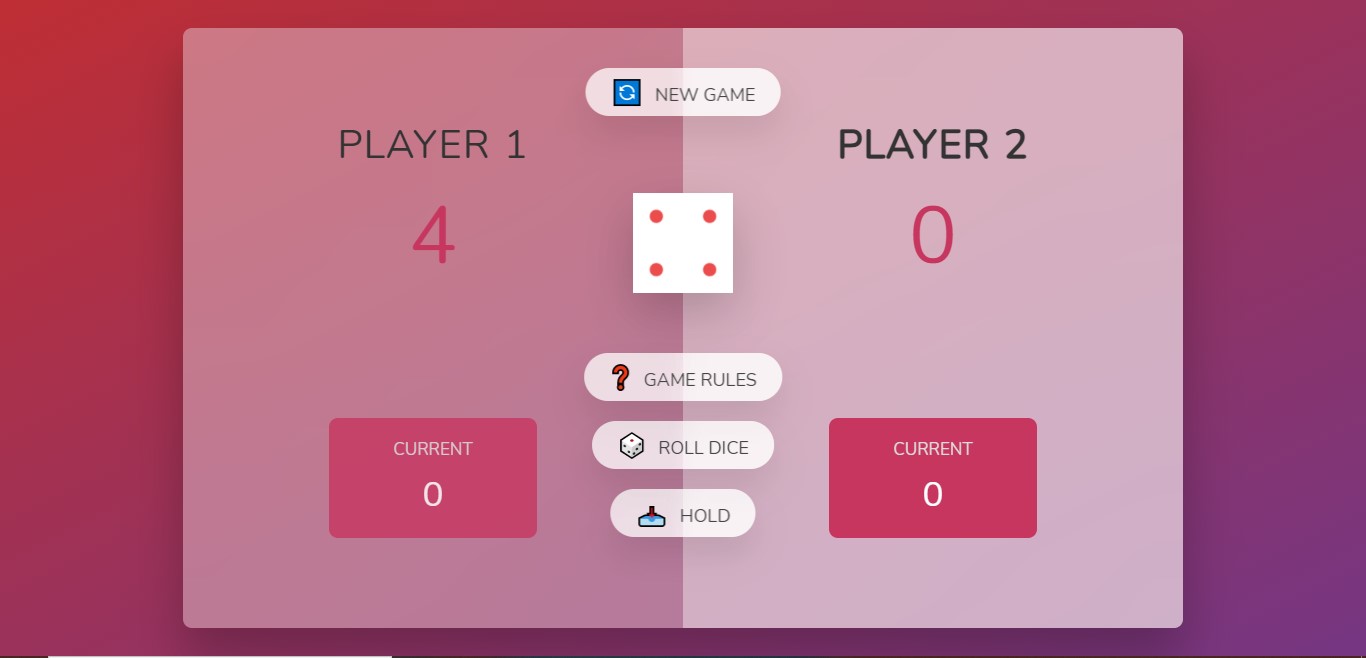 NEW GAME
PLAYER 1
4
PLAYER 2
0
GAME RULES
ROLL DICE
HOLD
CURRENT
0
CURRENT
0